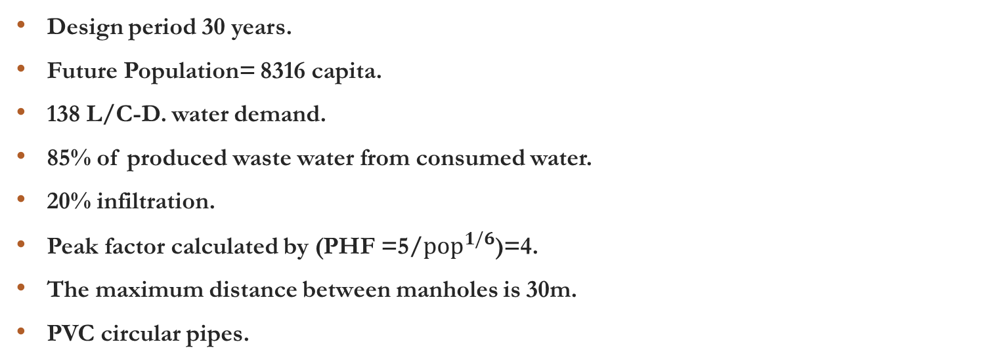 • Design period 30 years.
• Future Population= 8316 capita.
• 138 L/C-D. water demand.
• 85% of produced waste water from consumed water.
• 20% infiltration.
• Peak factor calculated by (PHF =5/pop^1/6)=4.
• The maximum distance between manholes is 30m.
• PVC circular pipes.